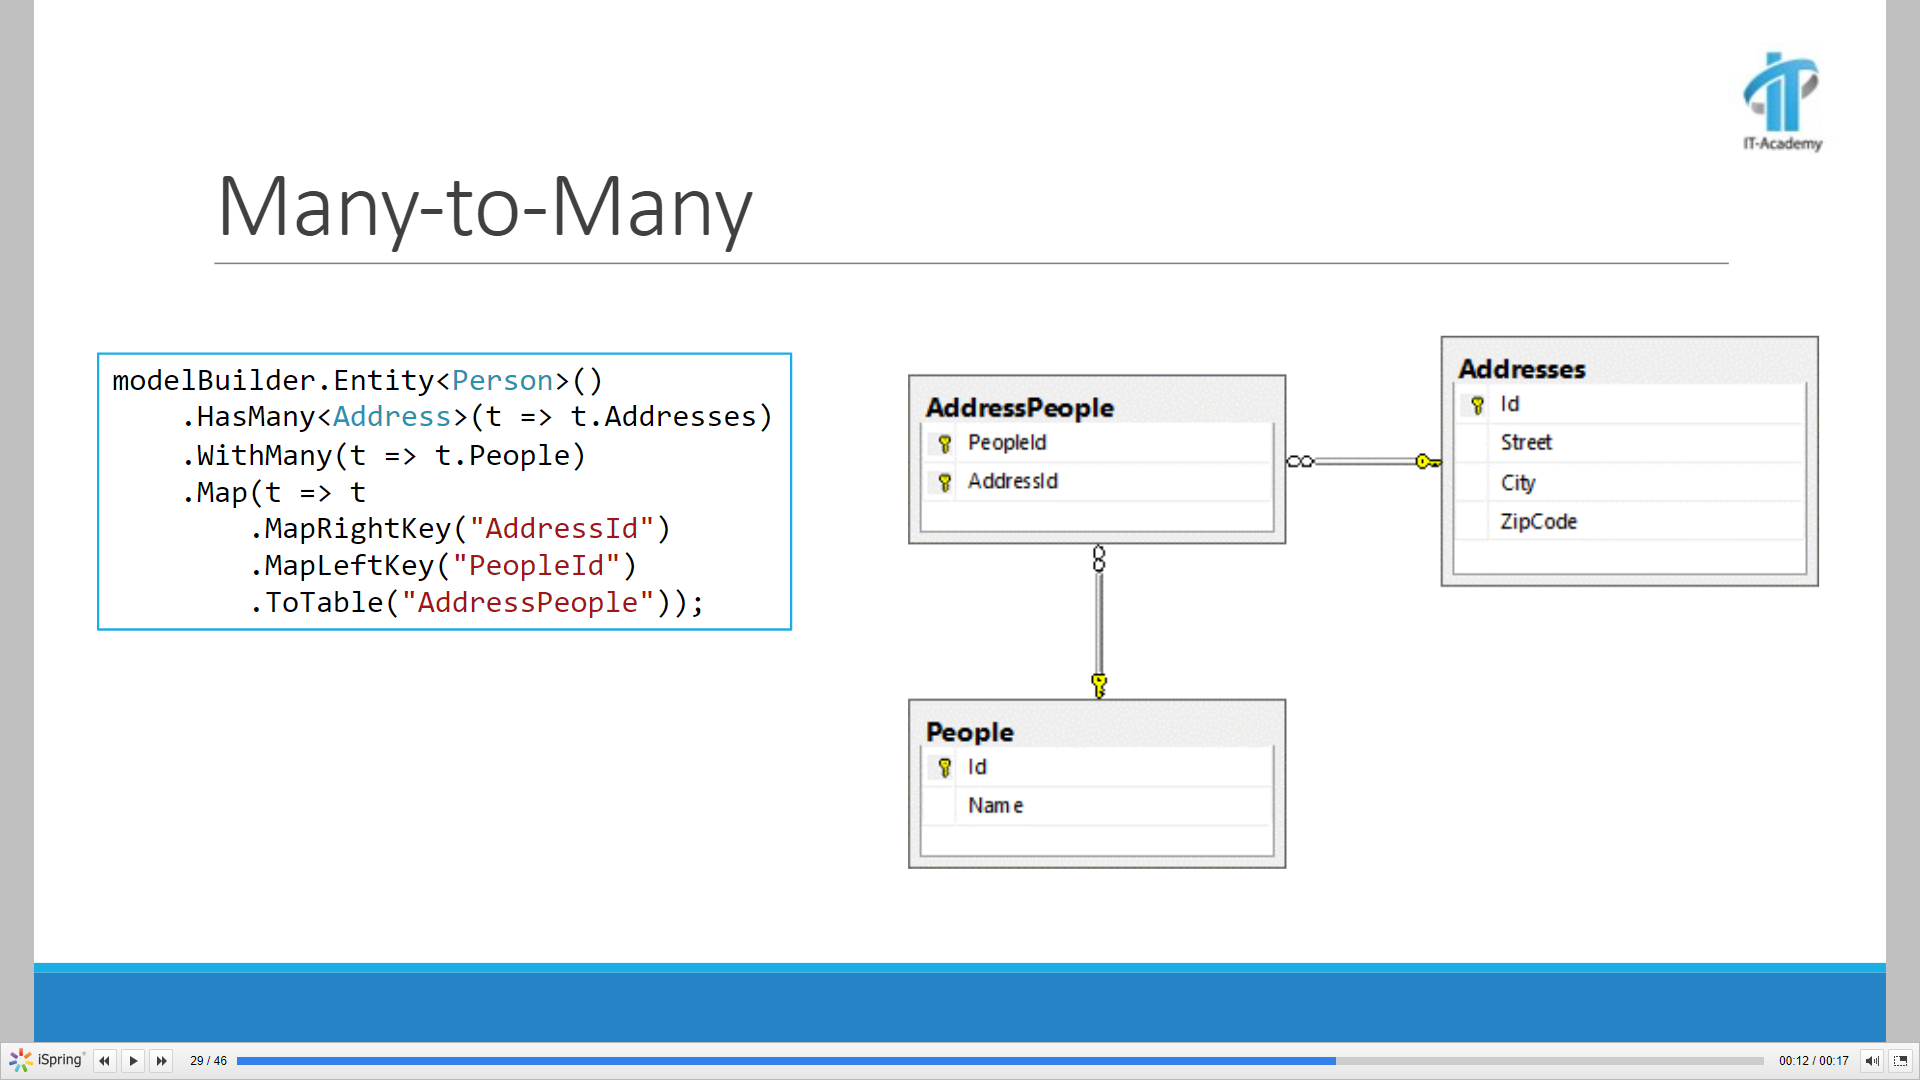 IT-Academy
Many-to-Many
modelBuilder.Entity<Person>()
.HasMany<Address>(t => t.Addresses)
.WithMany(t => t.People)
.Map(t => t
.MapRightKey("AddressId")
.MapLeftKey("PeopleId")
.ToTable("AddressPeople"));
AddressPeople
PeopleId
AddressId
Addresses
Id
Street
City
ZipCode
People
Id
Name
iSpring
29 / 46
00:12 / 00:17